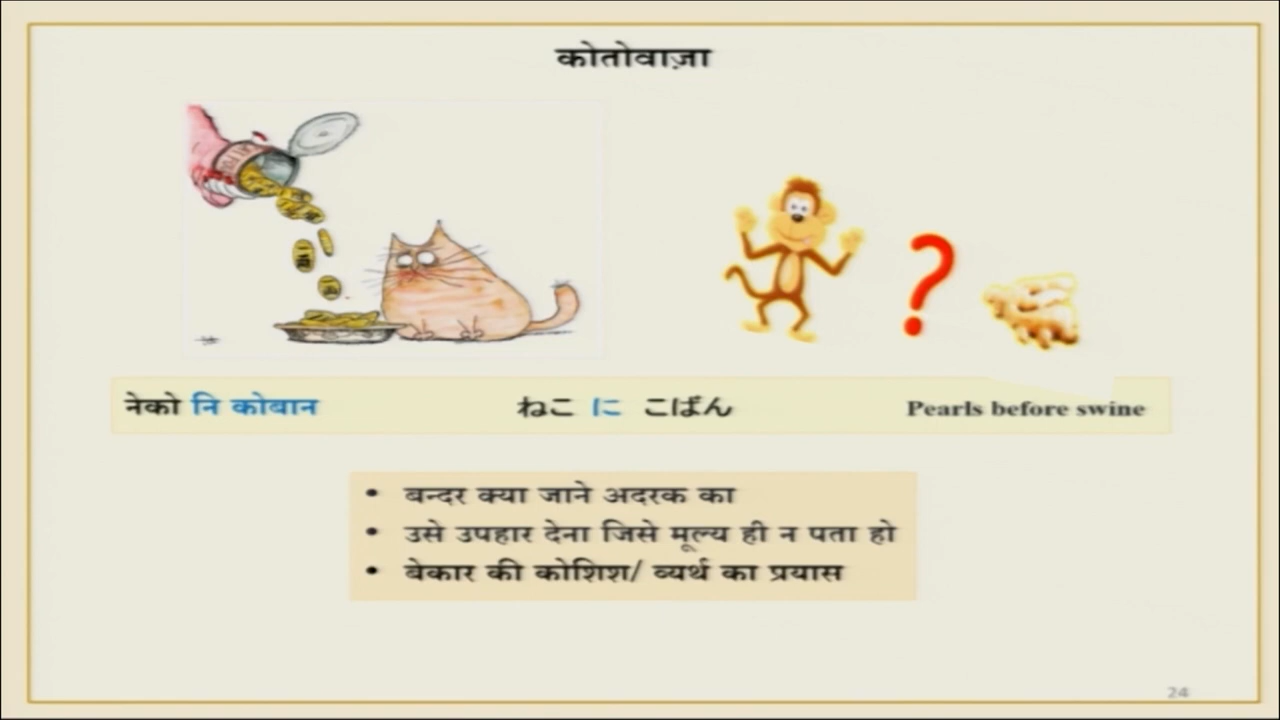 कोतोवाज़ा
नेको नि कोबान ねこ に こばん Pearls before swine
• बन्दर क्या जाने अदरक का
• उसे उपहार देना जिसे मूल्य ही न पता हो
• बेकार की कोशिश/ व्यर्थ का प्रयास
24